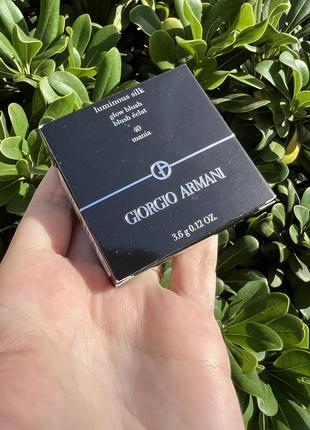 luminous silk
glow blush
blush éclat
40
mania
GIORGIO ARMANI
3.6 g 0.12 OZ.